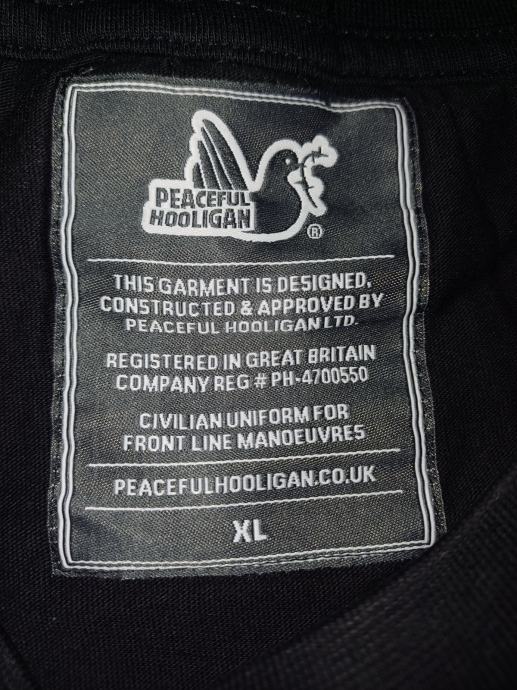 PEACEFUL
HOOLIGAN
®
THIS GARMENT IS DESIGNED,
CONSTRUCTED & APPROVED BY
PEACEFUL HOOLIGAN LTD.
REGISTERED IN GREAT BRITAIN
COMPANY REG # PH-4700550
CIVILIAN UNIFORM FOR
FRONT LINE MANOEUVRES
PEACEFULHOOLIGAN.CO.UK
XL